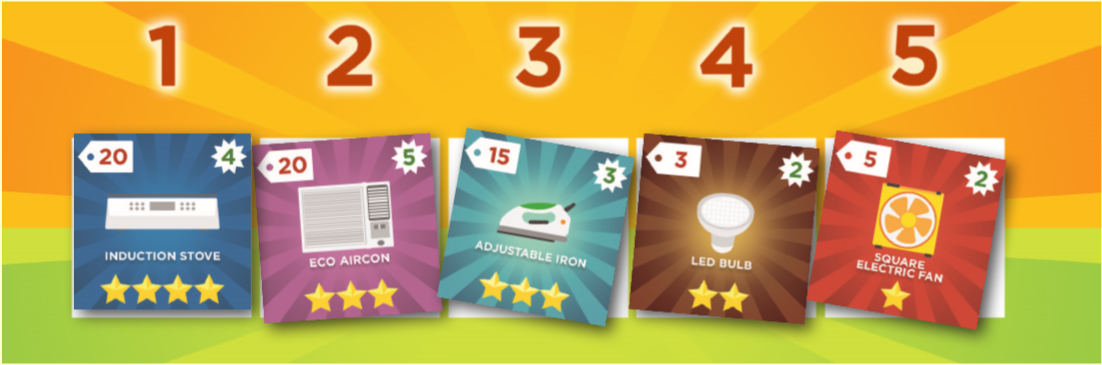 1
2
3
4
5
20
4
INDUCTION STOVE
20
5
ECO AIRCON
15
3
ADJUSTABLE IRON
3
2
LED BULB
5
2
SQUARE
ELECTRIC FAN